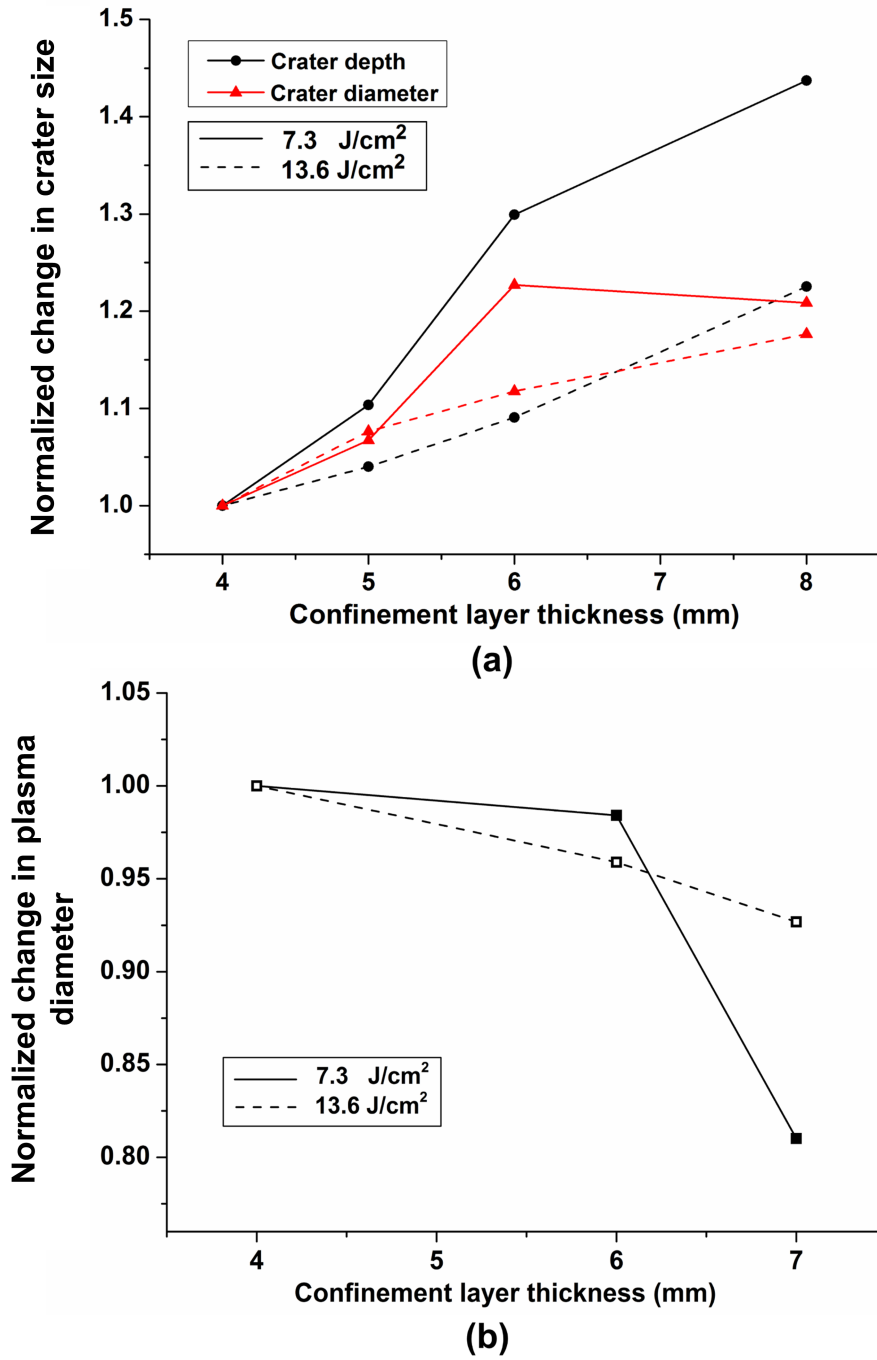 Normalized change in crater size
1.5
1.4
1.3
1.2
1.1
1.0
Crater depth
Crater diameter
7.3 J/cm²
13.6 J/cm²
4 5 6 7 8
Confinement layer thickness (mm)
(a)
Normalized change in plasma
diameter
1.05
1.00
0.95
0.90
0.85
0.80
7.3 J/cm²
13.6 J/cm²
4 5 6 7
Confinement layer thickness (mm)
(b)